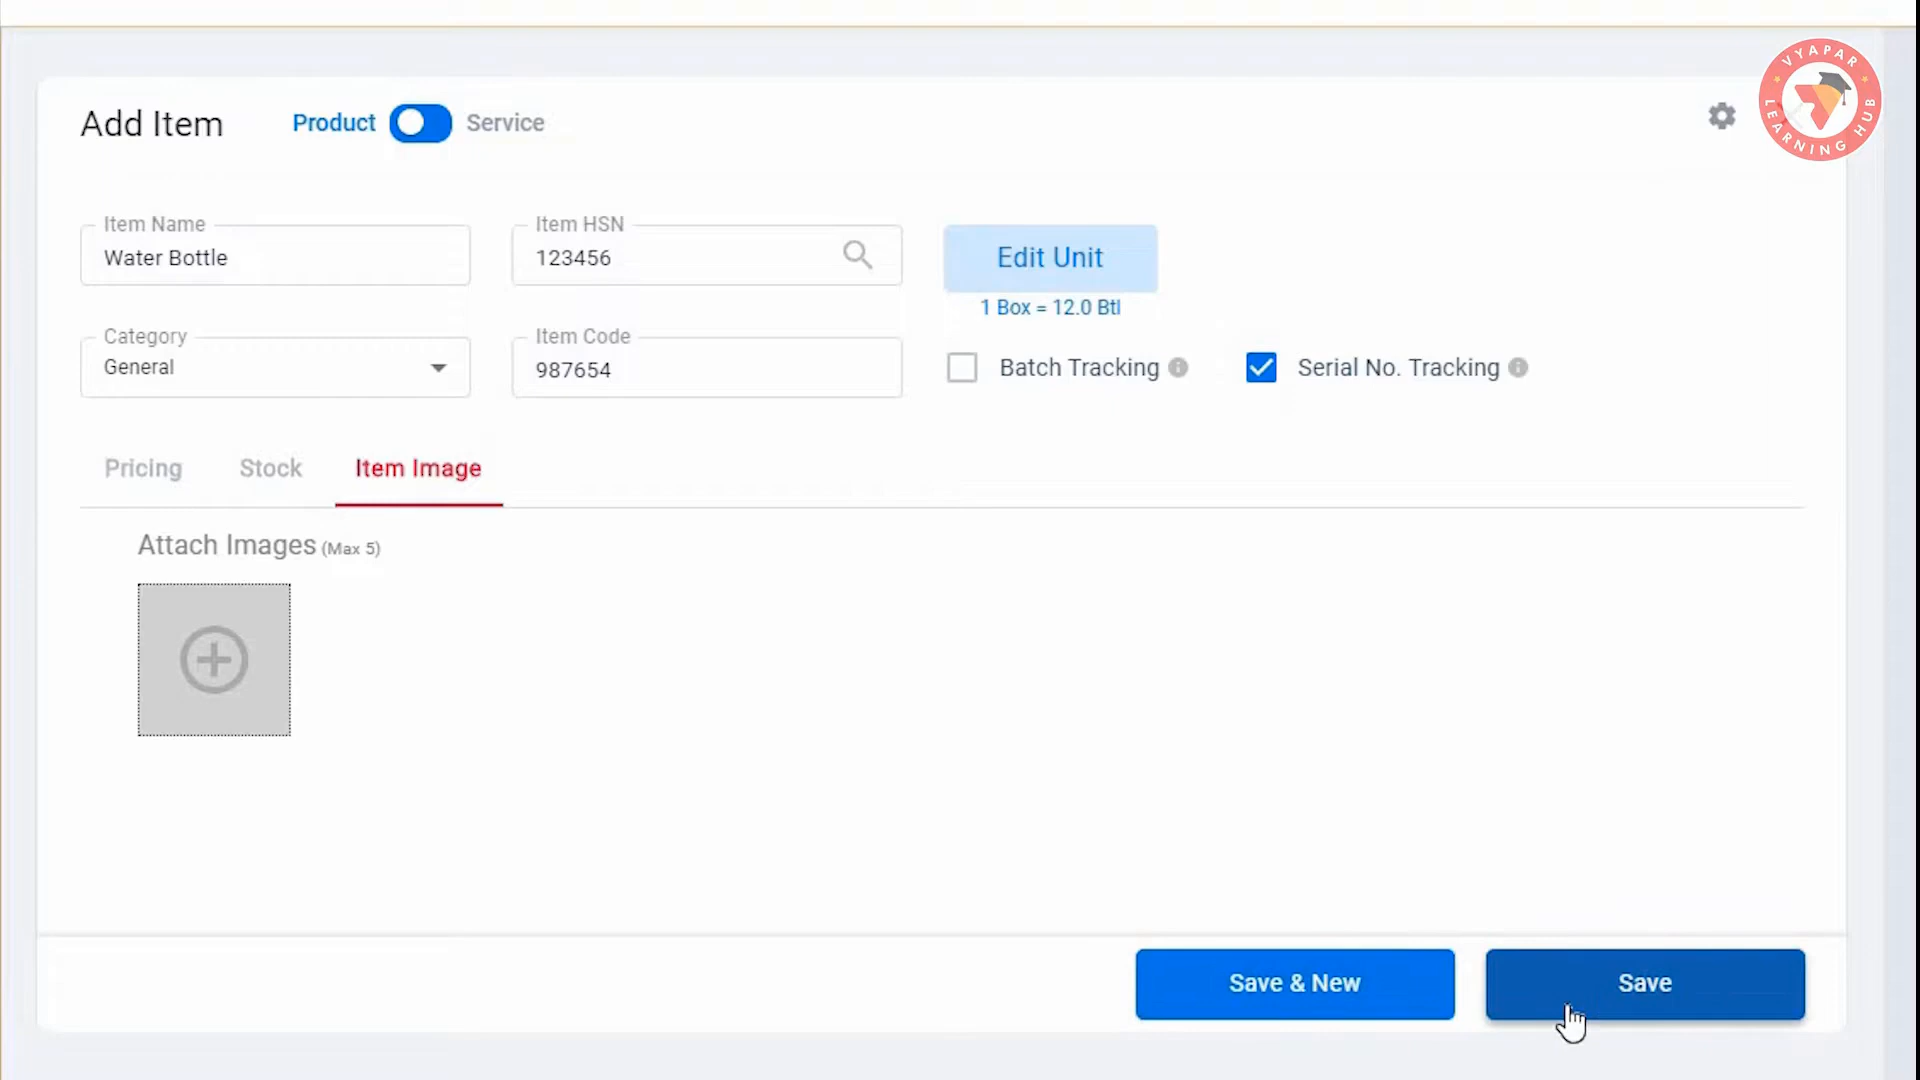 VYAPAR
LEARNING HUB
Add Item
Product
Service
Item Name
Water Bottle
Item HSN
123456
Edit Unit
1 Box = 12.0 Btl
Category
General
Item Code
987654
Batch Tracking
Serial No. Tracking
Pricing
Stock
Item Image
Attach Images (Max 5)
Save & New
Save